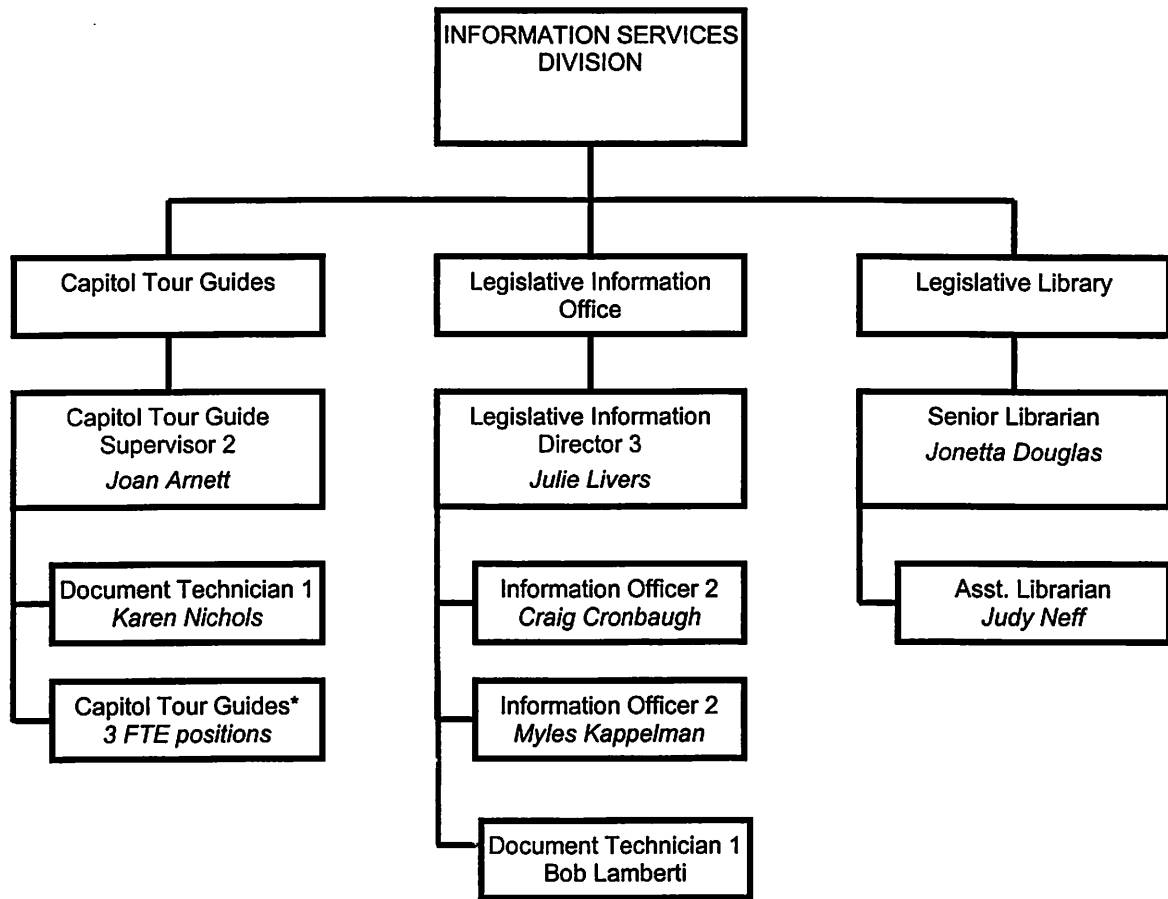 INFORMATION SERVICES
DIVISION
Capitol Tour Guides
Legislative Information
Office
Legislative Library
Capitol Tour Guide
Supervisor 2
Joan Arnett
Legislative Information
Director 3
Julie Livers
Senior Librarian
Jonetta Douglas
Document Technician 1
Karen Nichols
Information Officer 2
Craig Cronbaugh
Asst. Librarian
Judy Neff
Capitol Tour Guides*
3 FTE positions
Information Officer 2
Myles Kappelman
Document Technician 1
Bob Lamberti